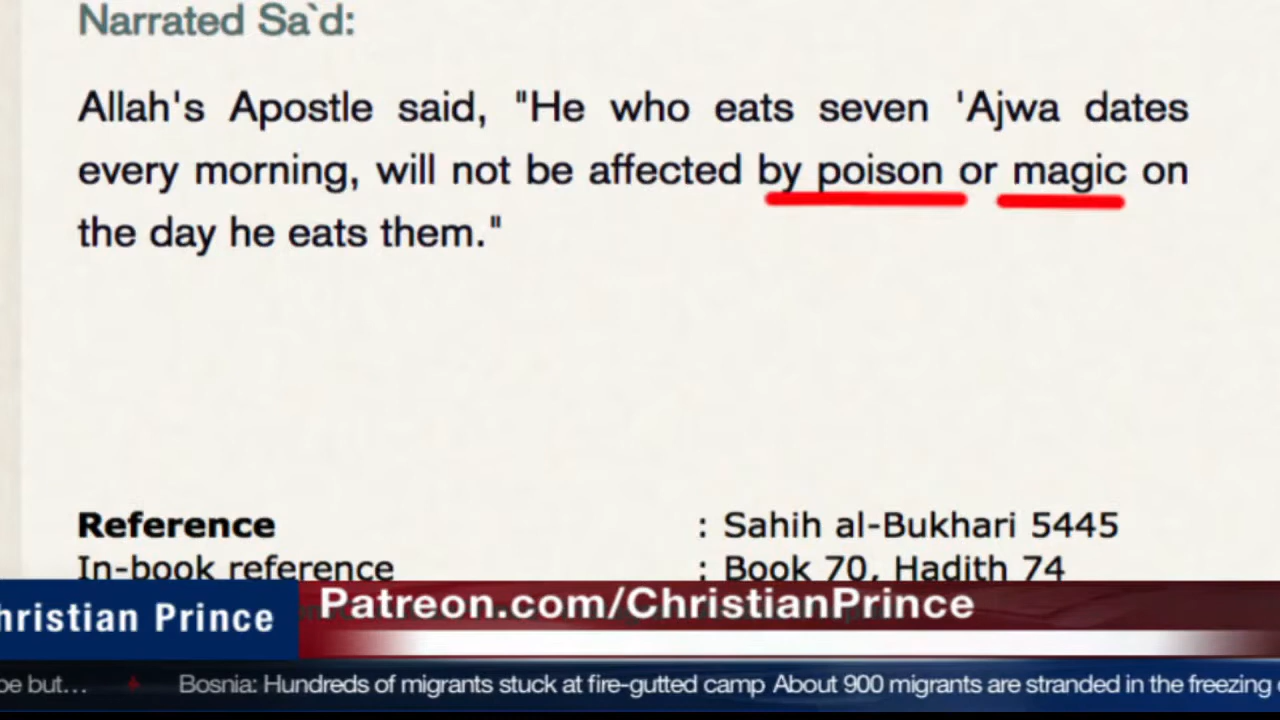 Narrated Sa`d:
Allah's Apostle said, "He who eats seven 'Ajwa dates
every morning, will not be affected by poison or magic on
the day he eats them."
Reference : Sahih al-Bukhari 5445
In-book reference : Book 70, Hadith 74
hristian Prince
Patreon.com/ChristianPrince
be but... Bosnia: Hundreds of migrants stuck at fire-gutted camp About 900 migrants are stranded in the freezing